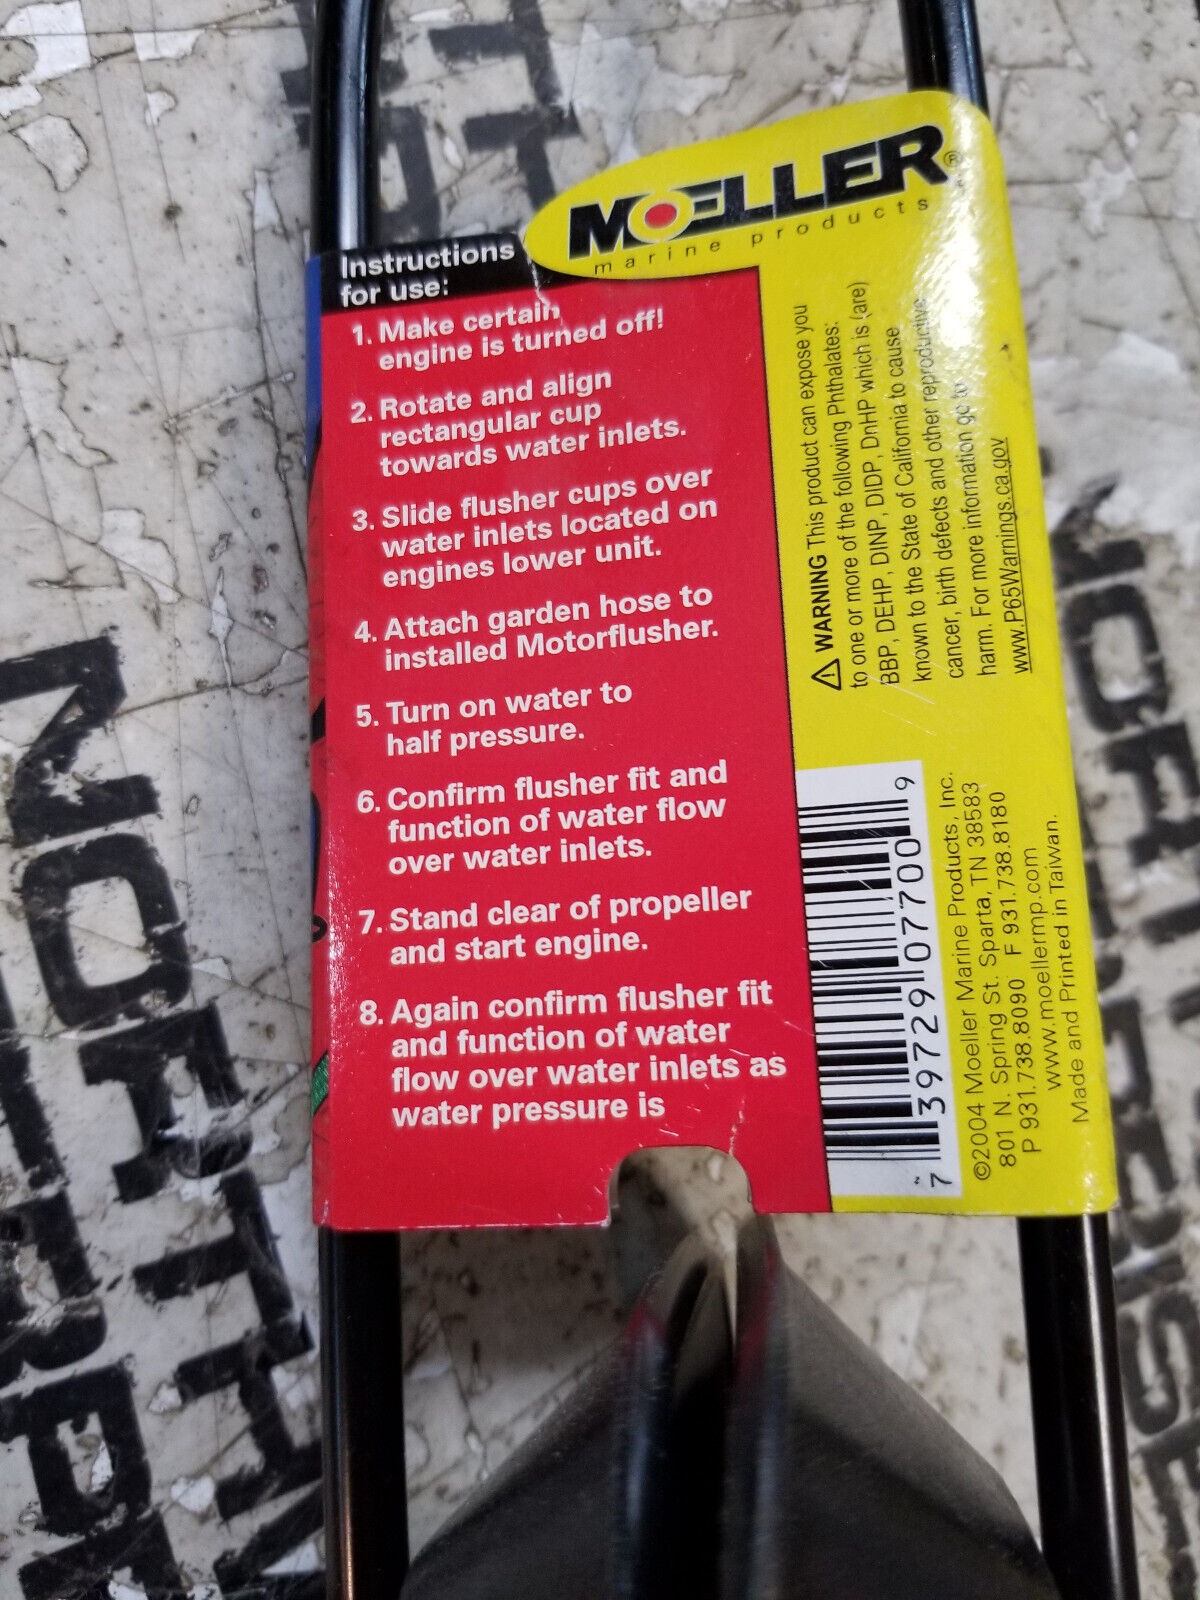 MOELLER®
marine products
Instructions
for use:
1. Make certain
engine is turned off!
2. Rotate and align
rectangular cup
towards water inlets.
3. Slide flusher cups over
water inlets located on
engines lower unit.
4. Attach garden hose to
installed Motorflusher.
5. Turn on water to
half pressure.
6. Confirm flusher fit and
function of water flow
over water inlets.
7. Stand clear of propeller
and start engine.
8. Again confirm flusher fit
and function of water
flow over water inlets as
water pressure is
⚠ WARNING This product can expose you
to one or more of the following Phthalates:
BBP, DEHP, DINP, DIDP, DnHP which is (are)
known to the State of California to cause
cancer, birth defects and other reproductive
harm. For more information go to
www.P65Warnings.ca.gov
7 39729 07700 9
©2004 Moeller Marine Products, Inc.
801 N. Spring St. Sparta, TN 38583
P 931.738.8090 F 931.738.8180
www.moellermp.com
Made and Printed in Taiwan.